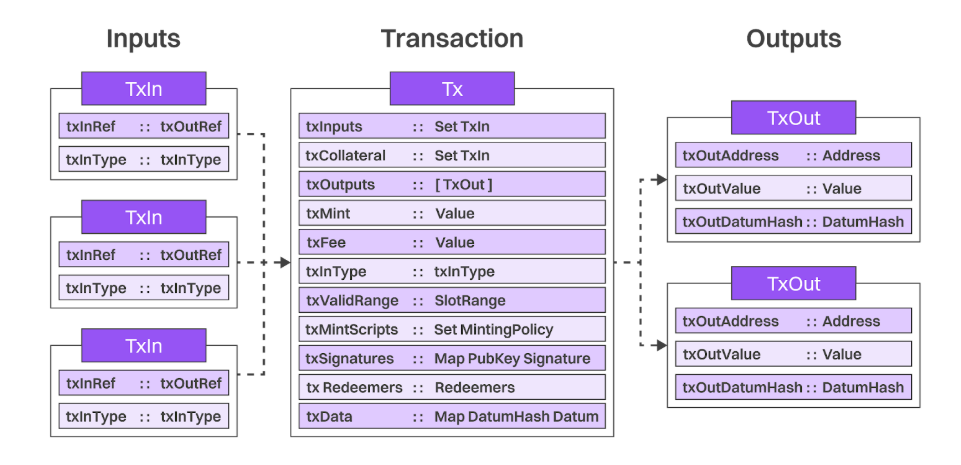 Inputs
Transaction
Outputs
TxIn
txInRef :: txOutRef
txInType :: txInType
TxIn
txInRef :: txOutRef
txInType :: txInType
TxIn
txInRef :: txOutRef
txInType :: txInType
Tx
txInputs :: Set TxIn
txCollateral :: Set TxIn
txOutputs :: [ TxOut ]
txMint :: Value
txFee :: Value
txInType :: txInType
txValidRange :: SlotRange
txMintScripts :: Set MintingPolicy
txSignatures :: Map PubKey Signature
tx Redeemers :: Redeemers
txData :: Map DatumHash Datum
TxOut
txOutAddress :: Address
txOutValue :: Value
txOutDatumHash :: DatumHash
TxOut
txOutAddress :: Address
txOutValue :: Value
txOutDatumHash :: DatumHash